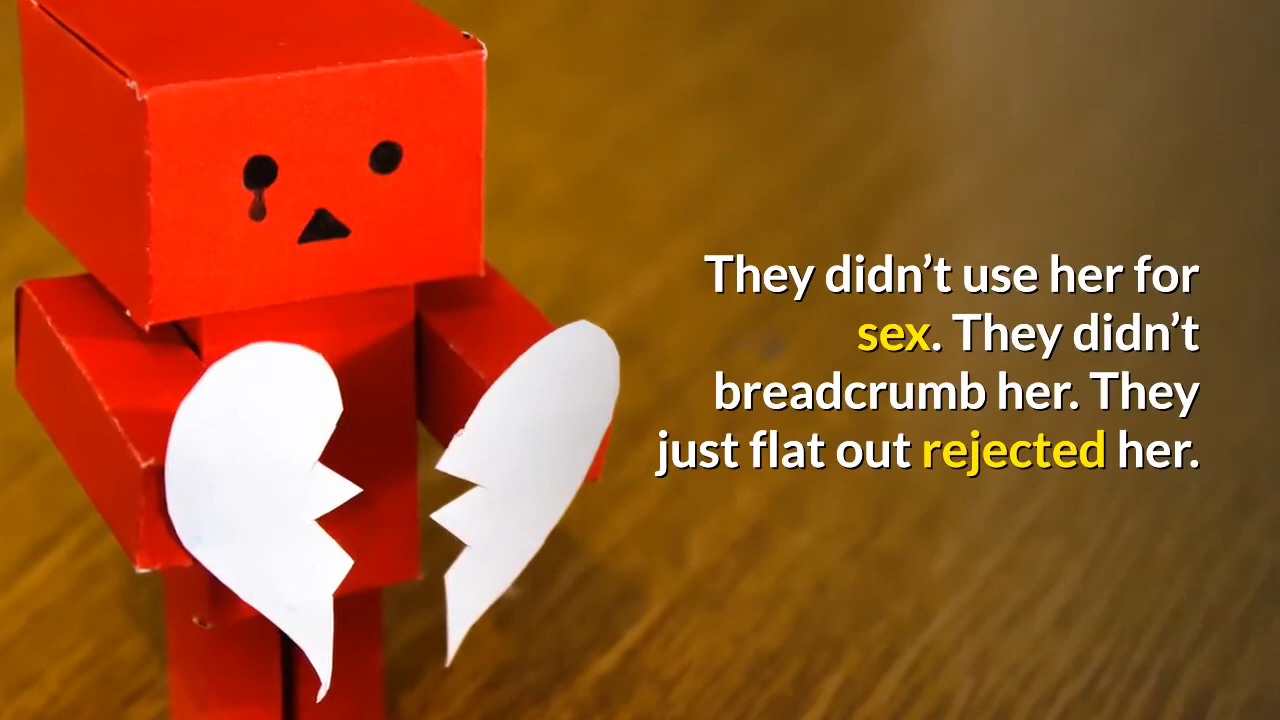 They didn’t use her for
sex. They didn’t
breadcrumb her. They
just flat out rejected her.